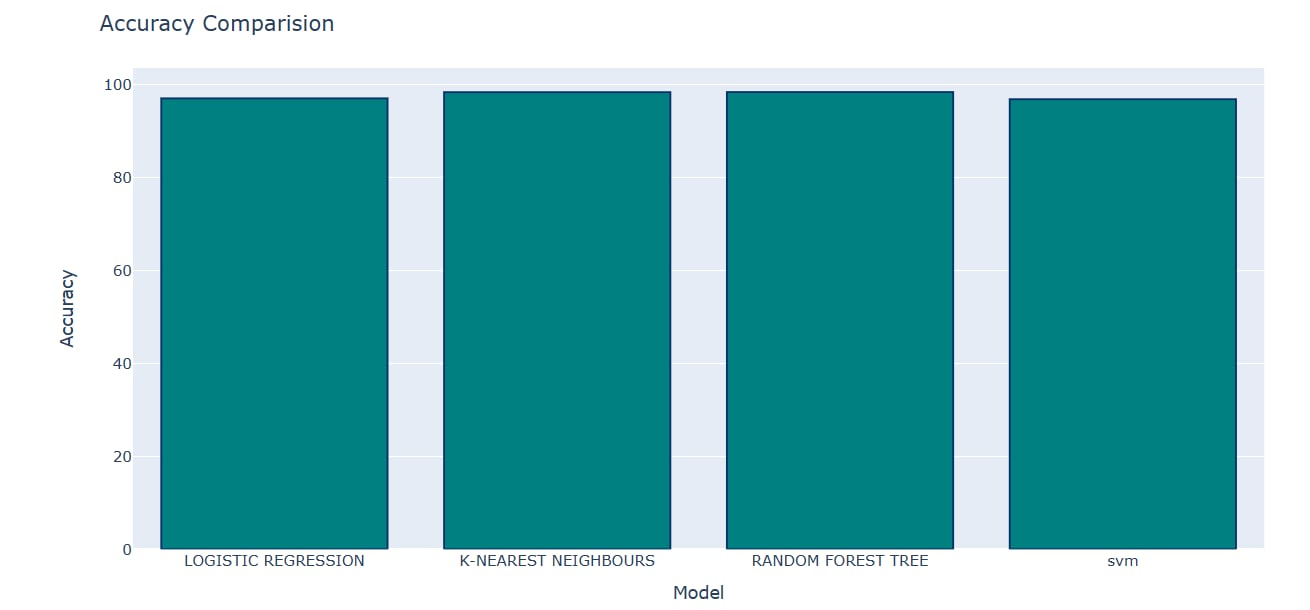 Accuracy Comparision
100
80
60
40
20
0
Accuracy
LOGISTIC REGRESSION
K-NEAREST NEIGHBOURS
RANDOM FOREST TREE
svm
Model